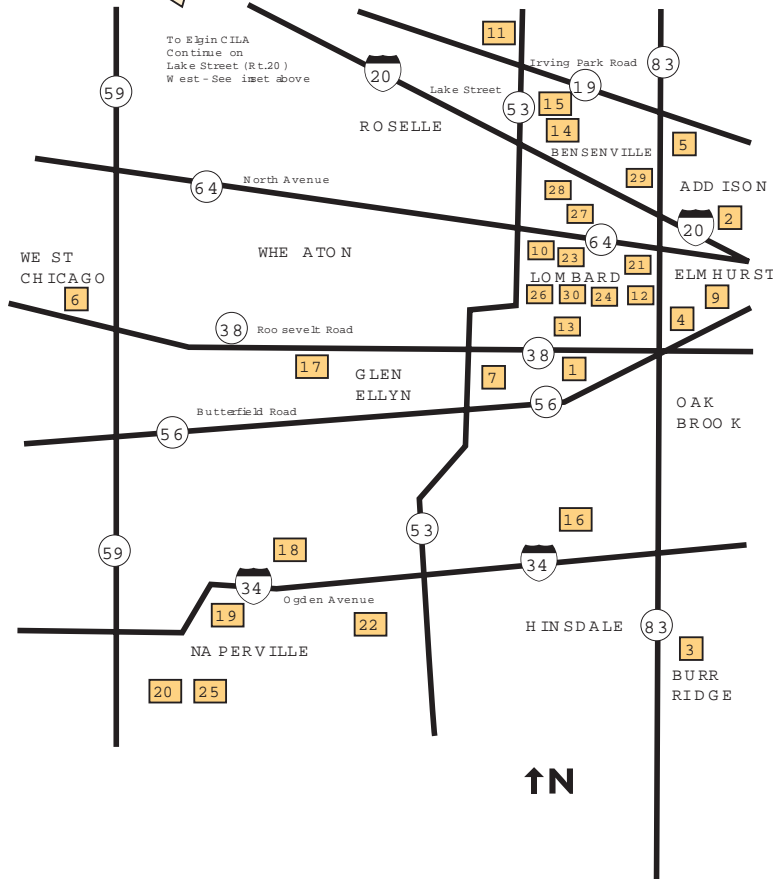 11
To Elgin CILA
Continue on
Lake Street (Rt.20)
West - See inset above
20
Irving Park Road
83
Lake Street
19
59
53
15
ROSELLE
14
BENSENVILLE
5
64
North Avenue
28
29
ADDISON
27
2
20
64
WHEATON
10
23
21
WEST
CHICAGO
6
LOMBARD
ELMHURST
26
30
24
12
9
4
38
Roosevelt Road
13
38
17
GLEN
ELLYN
7
1
56
Butterfield Road
56
OAK
BROOK
16
53
59
18
34
34
Ogden Avenue
19
22
HINSDALE
83
NAPERVILLE
3
BURR
RIDGE
20
25
N